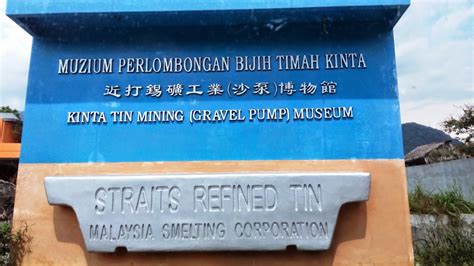 MUZIUM PERLOMBONGAN BIJIH TIMAH KINTA
近打錫礦工業(沙泵)博物館
KINTA TIN MINING (GRAVEL PUMP) MUSEUM
STRAITS REFINED TIN
MALAYSIA SMELTING CORPORATION